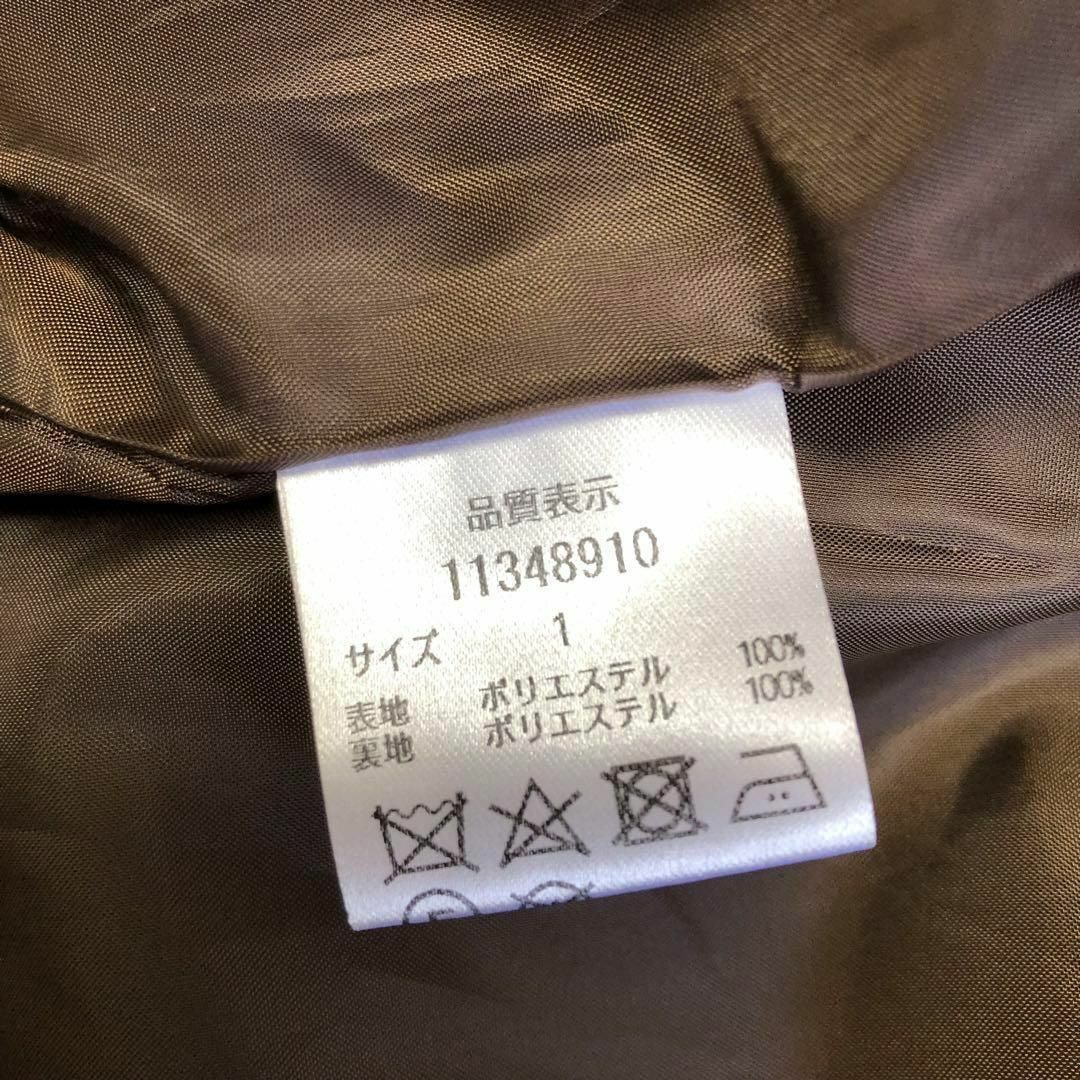 品質表示
11348910
サイズ 1
表地 ポリエステル 100%
裏地 ポリエステル 100%